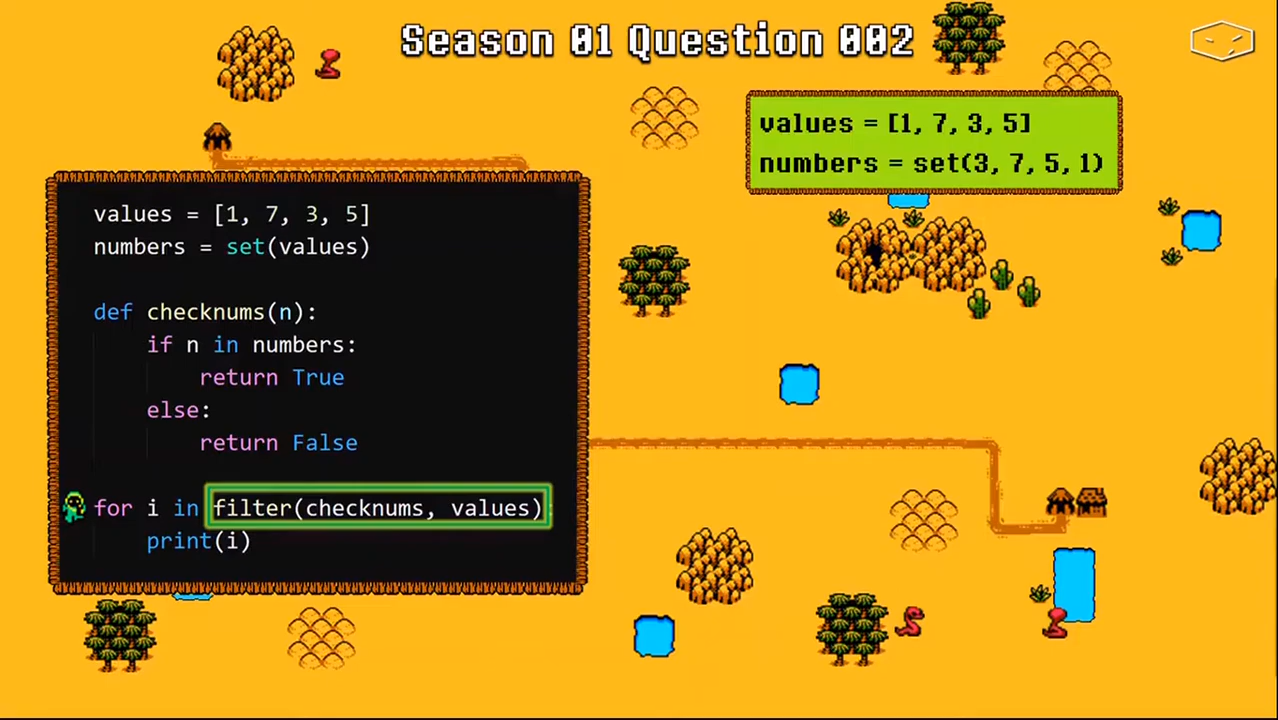 Season 01 Question 002
values = [1, 7, 3, 5]
numbers = set(3, 7, 5, 1)
values = [1, 7, 3, 5]
numbers = set(values)
def checknums(n):
if n in numbers:
return True
else:
return False
for i in filter(checknums, values)
print(i)